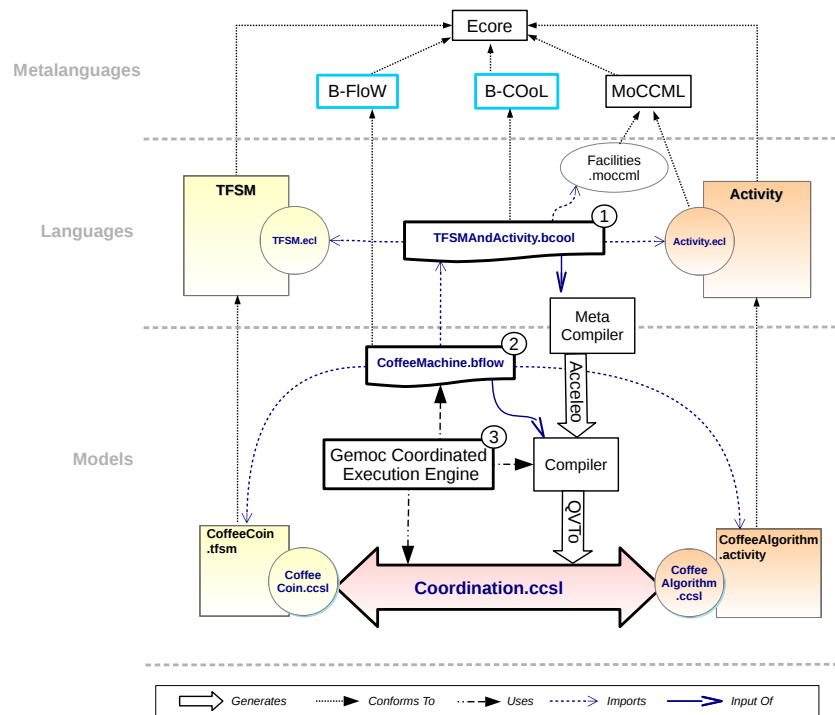 Ecore
Metalanguages
B-FloW
B-COoL
MoCCML
Facilities
.moccml
TFSM
Activity
1
Languages
TFSM.ecl
TFSMAndActivity.bcool
Activity.ecl
Meta
Compiler
2
CoffeeMachine.bflow
Acceleo
3
Models
Gemoc Coordinated
Execution Engine
Compiler
QVTo
CoffeeCoin
.tfsm
CoffeeAlgorithm
.activity
Coffee
Coin.ccsl
Coordination.ccsl
Coffee
Algorithm
.ccsl
Generates
Conforms To
Uses
Imports
Input Of